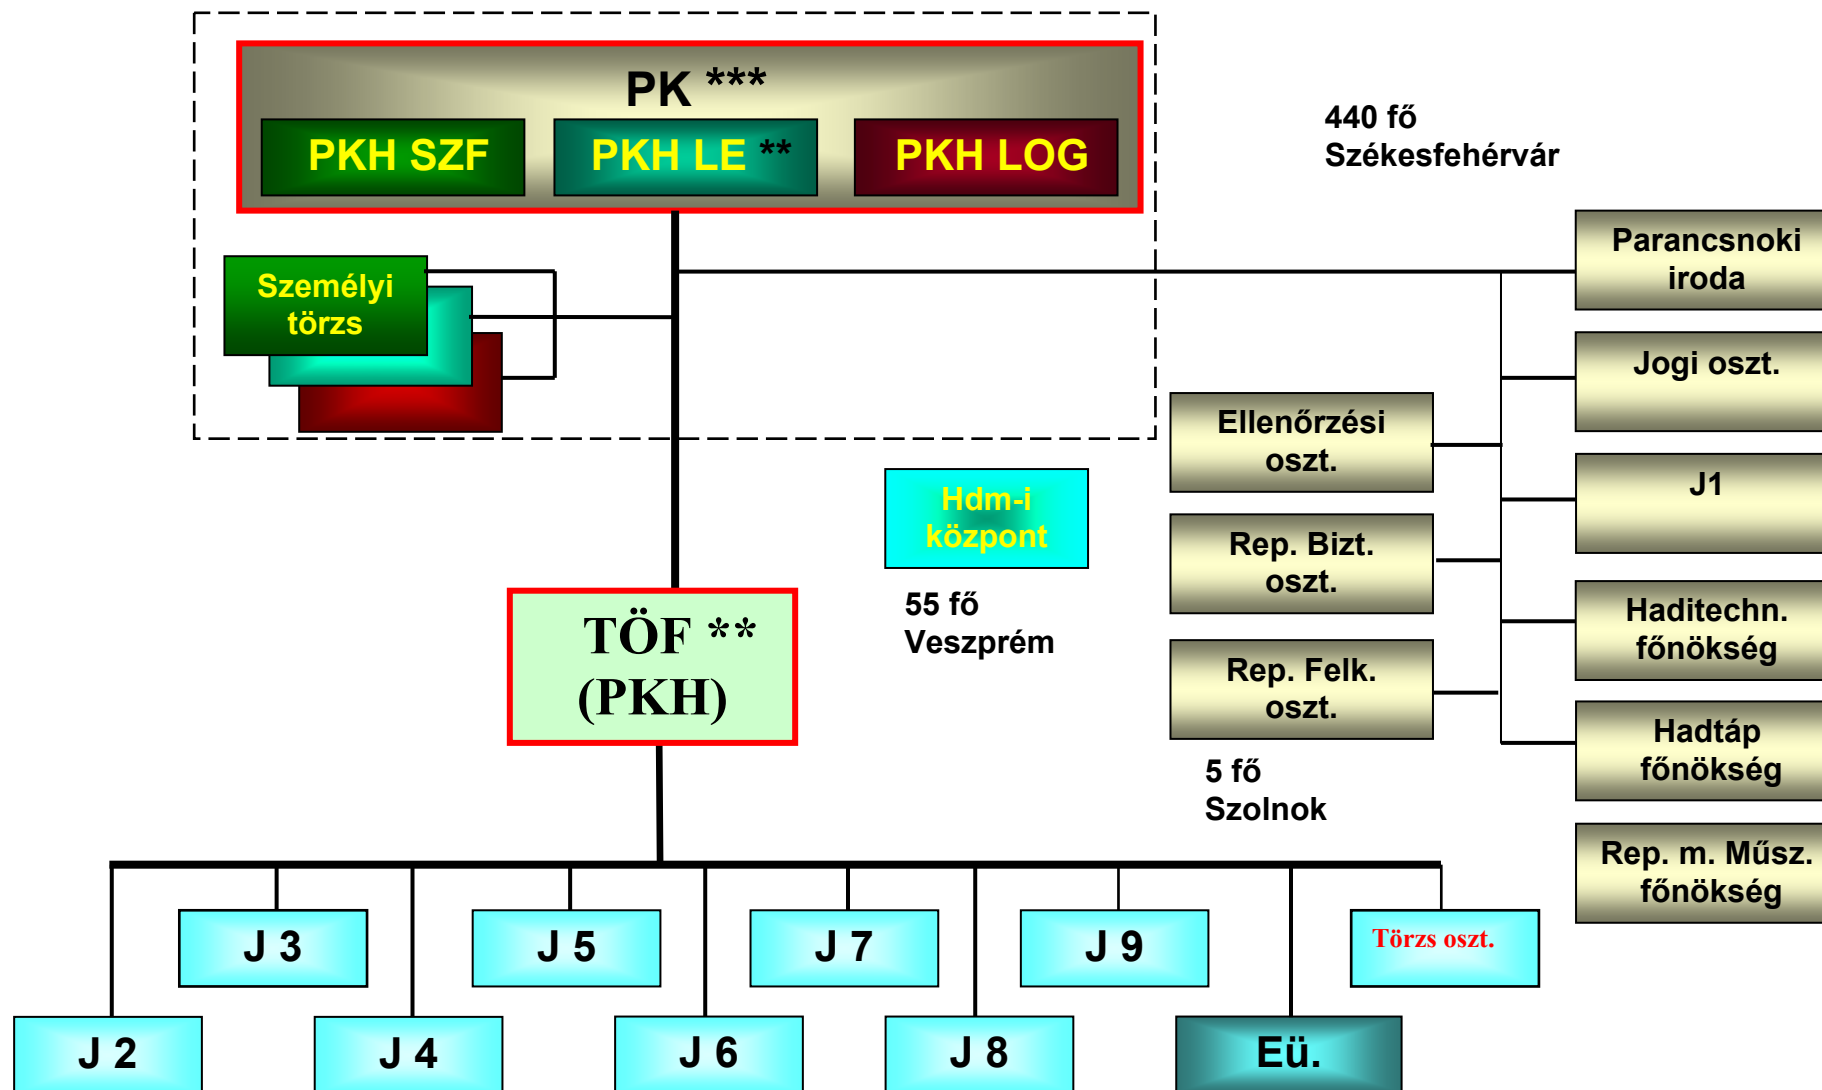 PK ***
PKH SZF
PKH LE **
PKH LOG
440 fő
Székesfehérvár
Személyi
törzs
Parancsnoki
iroda
Jogi oszt.
Ellenőrzési
oszt.
J1
Hdm-i
központ
Rep. Bizt.
oszt.
55 fő
Veszprém
Haditechn.
főnökség
TÖF **
(PKH)
Rep. Felk.
oszt.
Hadtáp
főnökség
5 fő
Szolnok
Rep. m. Műsz.
főnökség
J 3
J 5
J 7
J 9
Törzs oszt.
J 2
J 4
J 6
J 8
Eü.